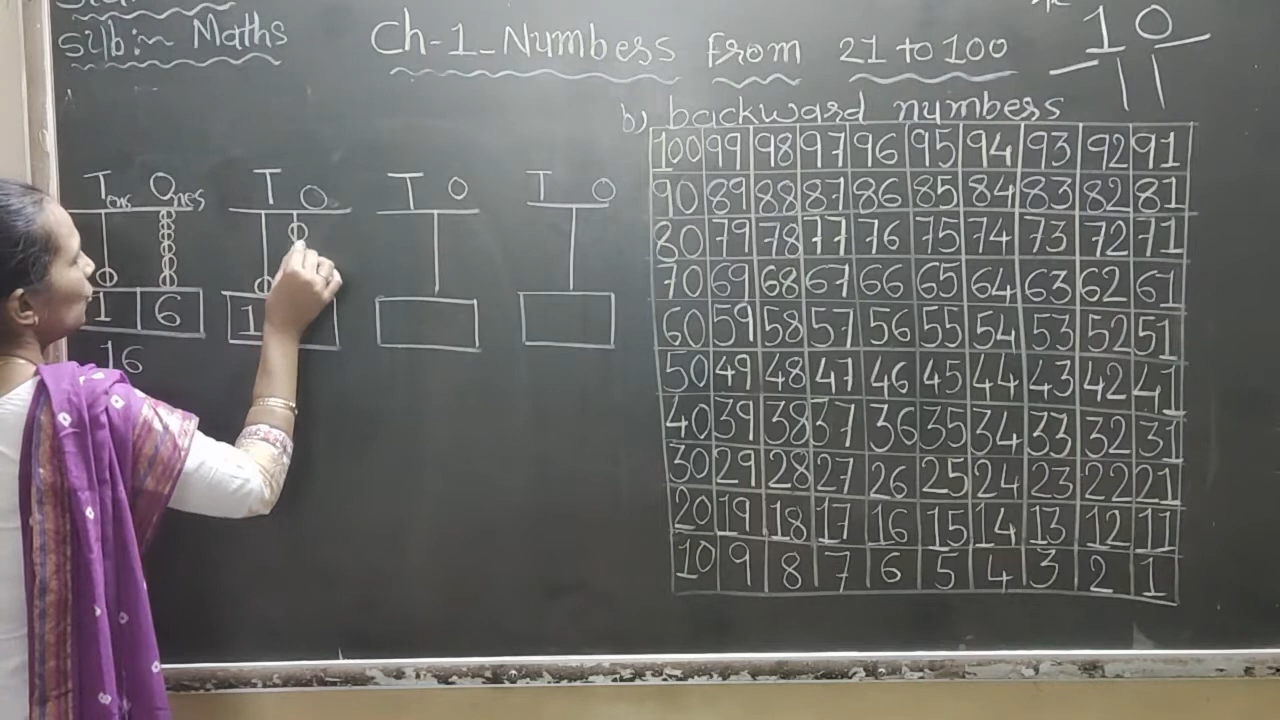 Sub:- Maths
Ch-1-Numbers from 21 to 100
10
11
b) backward numbers
Tens Ones
T O
T O
T O
1 6
1
16
100 99 98 97 96 95 94 93 92 91
90 89 88 87 86 85 84 83 82 81
80 79 78 77 76 75 74 73 72 71
70 69 68 67 66 65 64 63 62 61
60 59 58 57 56 55 54 53 52 51
50 49 48 47 46 45 44 43 42 41
40 39 38 37 36 35 34 33 32 31
30 29 28 27 26 25 24 23 22 21
20 19 18 17 16 15 14 13 12 11
10 9 8 7 6 5 4 3 2 1